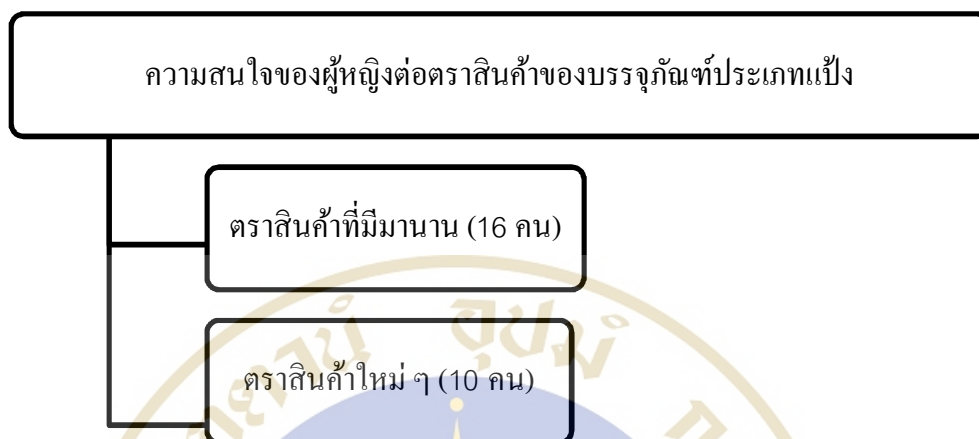 ความสนใจของผู้หญิงต่อตราสินค้าของบรรจุภัณฑ์ประเภทแป้ง
ตราสินค้าที่มีมานาน (16 คน)
ตราสินค้าใหม่ ๆ (10 คน)